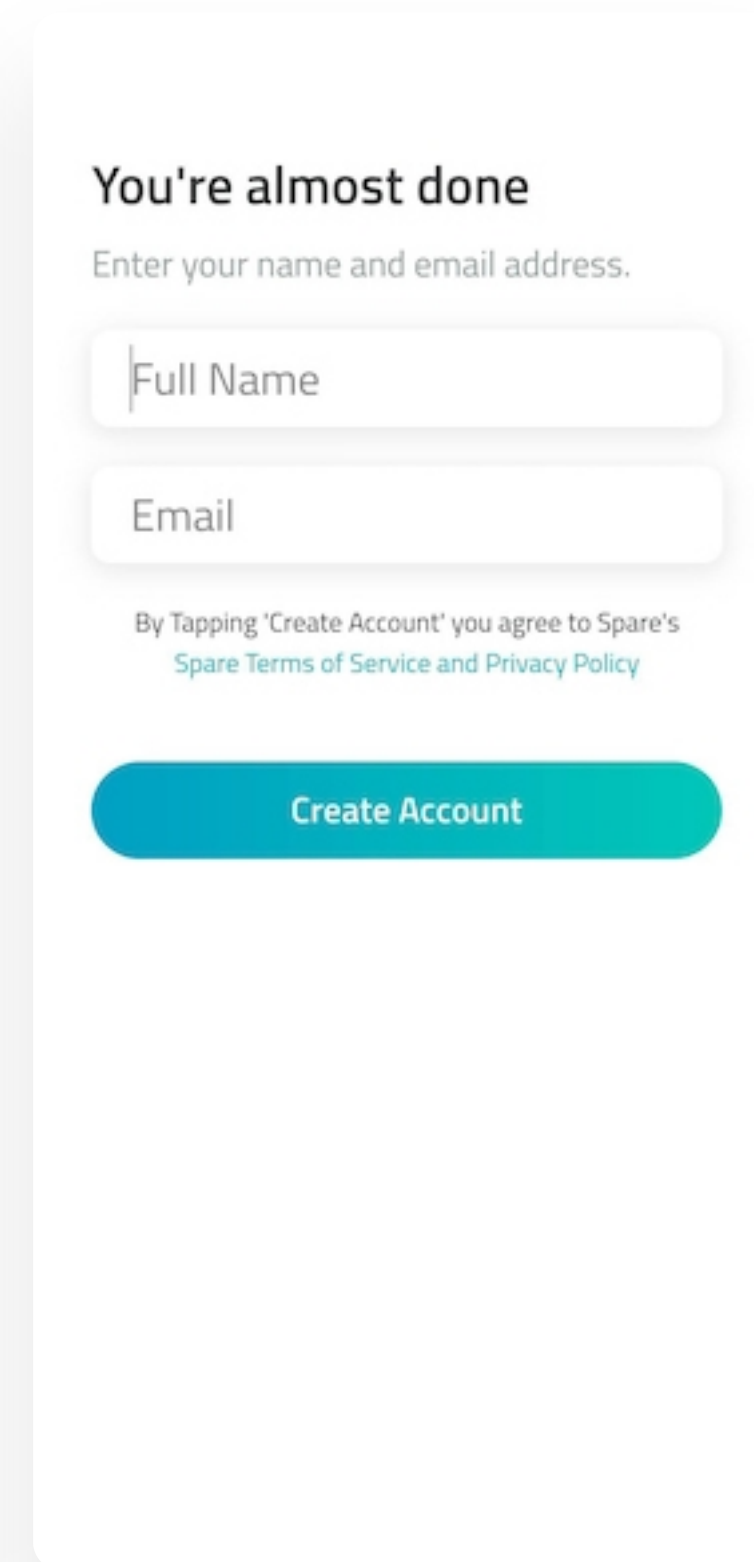 You're almost done
Enter your name and email address.
Full Name
Email
By Tapping 'Create Account' you agree to Spare's
Spare Terms of Service and Privacy Policy
Create Account